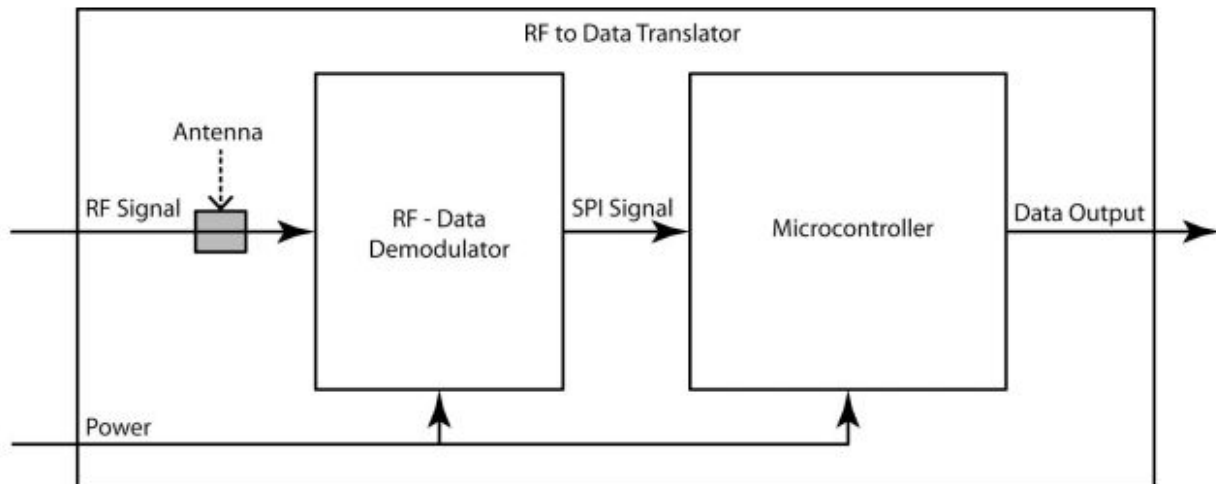 RF to Data Translator
Antenna
RF Signal
RF - Data
Demodulator
SPI Signal
Microcontroller
Data Output
Power